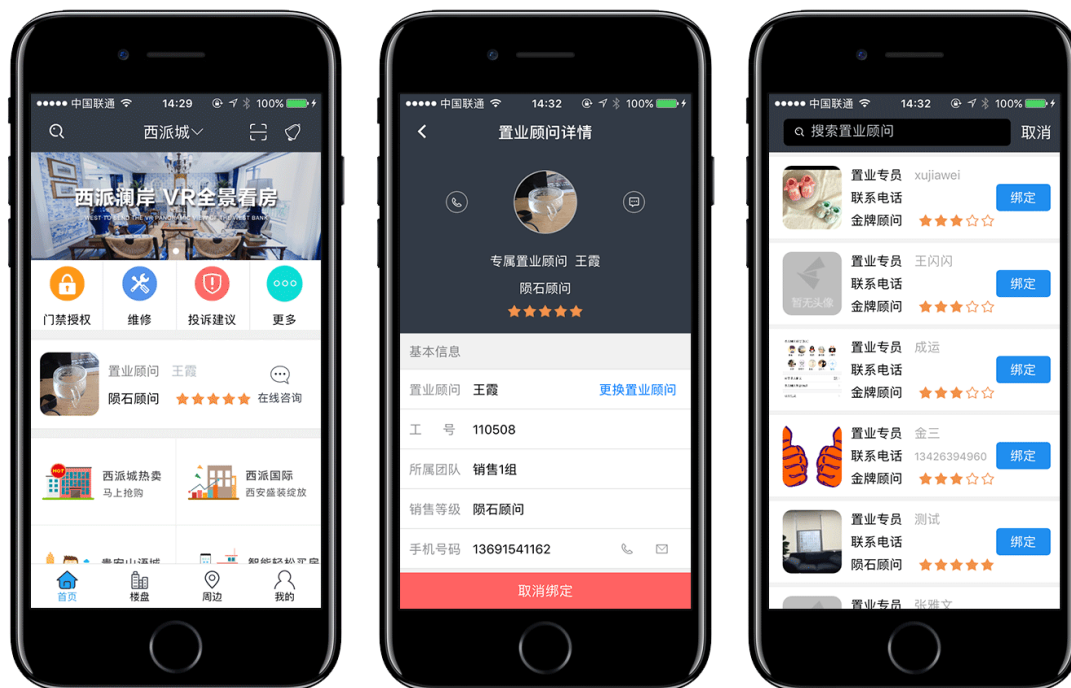 中国联通 14:29 100%
西派城
西派澜岸 VR全景看房
门禁授权 维修 投诉建议 更多
置业顾问 王霞
陨石顾问 在线咨询
HOT
西派城热卖
马上抢购
西派国际
西安盛装绽放
贵安山语城
智能轻松买房
首页 楼盘 周边 我的
中国联通 14:32 100%
置业顾问详情
专属置业顾问 王霞
陨石顾问
基本信息
置业顾问 王霞 更换置业顾问
工 号 110508
所属团队 销售1组
销售等级 陨石顾问
手机号码 13691541162
取消绑定
中国联通 14:32 100%
搜索置业顾问 取消
置业专员 xujiawei
联系电话 绑定
金牌顾问
置业专员 王闪闪
暂无头像
联系电话 绑定
金牌顾问
置业专员 成运
联系电话 绑定
金牌顾问
置业专员 金三
联系电话 13426394960 绑定
金牌顾问
置业专员 测试
联系电话 绑定
陨石顾问
置业专员 张雅文